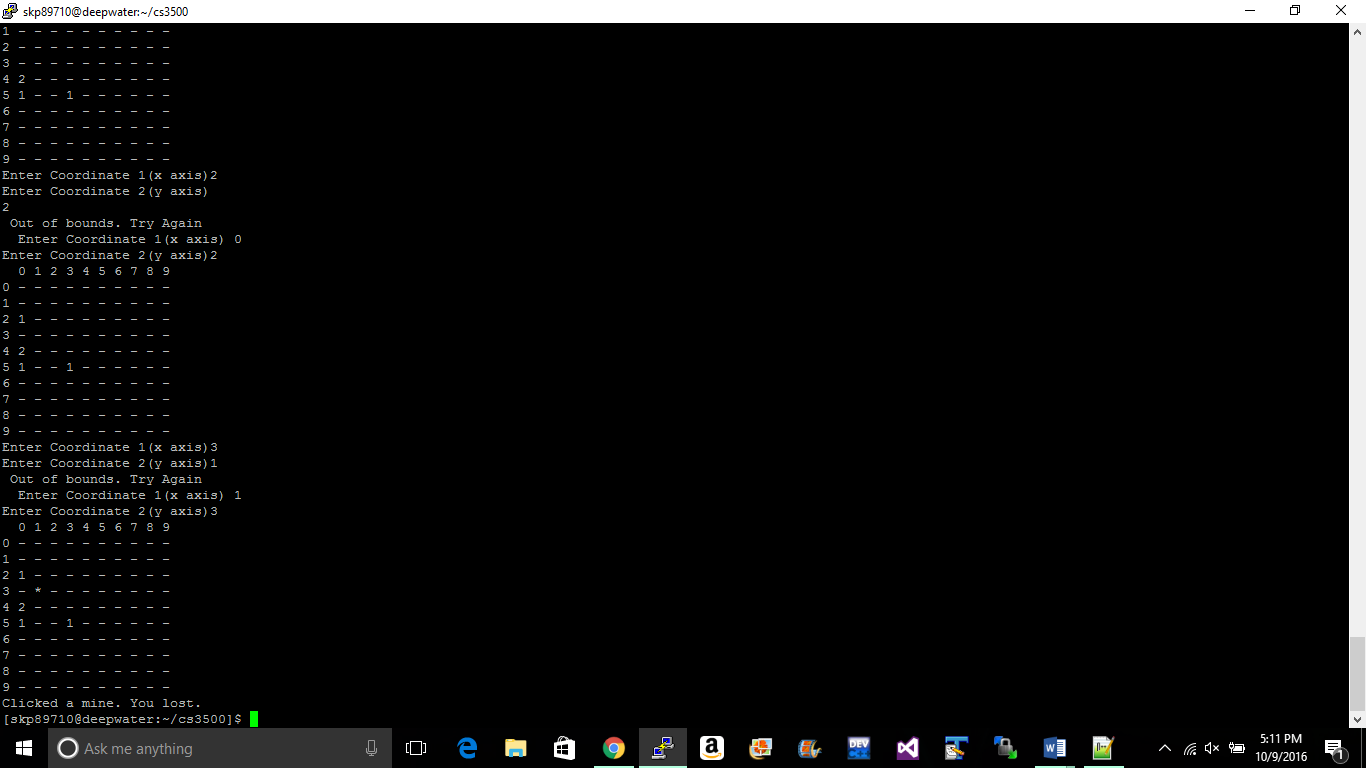 skp89710@deepwater:~/cs3500
1 - - - - - - - - - -
2 - - - - - - - - - -
3 - - - - - - - - - -
4 2 - - - - - - - - -
5 1 - - 1 - - - - - -
6 - - - - - - - - - -
7 - - - - - - - - - -
8 - - - - - - - - - -
9 - - - - - - - - - -
Enter Coordinate 1(x axis)2
Enter Coordinate 2(y axis)
2
 Out of bounds. Try Again
  Enter Coordinate 1(x axis) 0
Enter Coordinate 2(y axis)2
  0 1 2 3 4 5 6 7 8 9
0 - - - - - - - - - -
1 - - - - - - - - - -
2 1 - - - - - - - - -
3 - - - - - - - - - -
4 2 - - - - - - - - -
5 1 - - 1 - - - - - -
6 - - - - - - - - - -
7 - - - - - - - - - -
8 - - - - - - - - - -
9 - - - - - - - - - -
Enter Coordinate 1(x axis)3
Enter Coordinate 2(y axis)1
 Out of bounds. Try Again
  Enter Coordinate 1(x axis) 1
Enter Coordinate 2(y axis)3
  0 1 2 3 4 5 6 7 8 9
0 - - - - - - - - - -
1 - - - - - - - - - -
2 1 - - - - - - - - -
3 - * - - - - - - - -
4 2 - - - - - - - - -
5 1 - - 1 - - - - - -
6 - - - - - - - - - -
7 - - - - - - - - - -
8 - - - - - - - - - -
9 - - - - - - - - - -
Clicked a mine. You lost.
[skp89710@deepwater:~/cs3500]$
Ask me anything
DEV
5:11 PM
10/9/2016
1